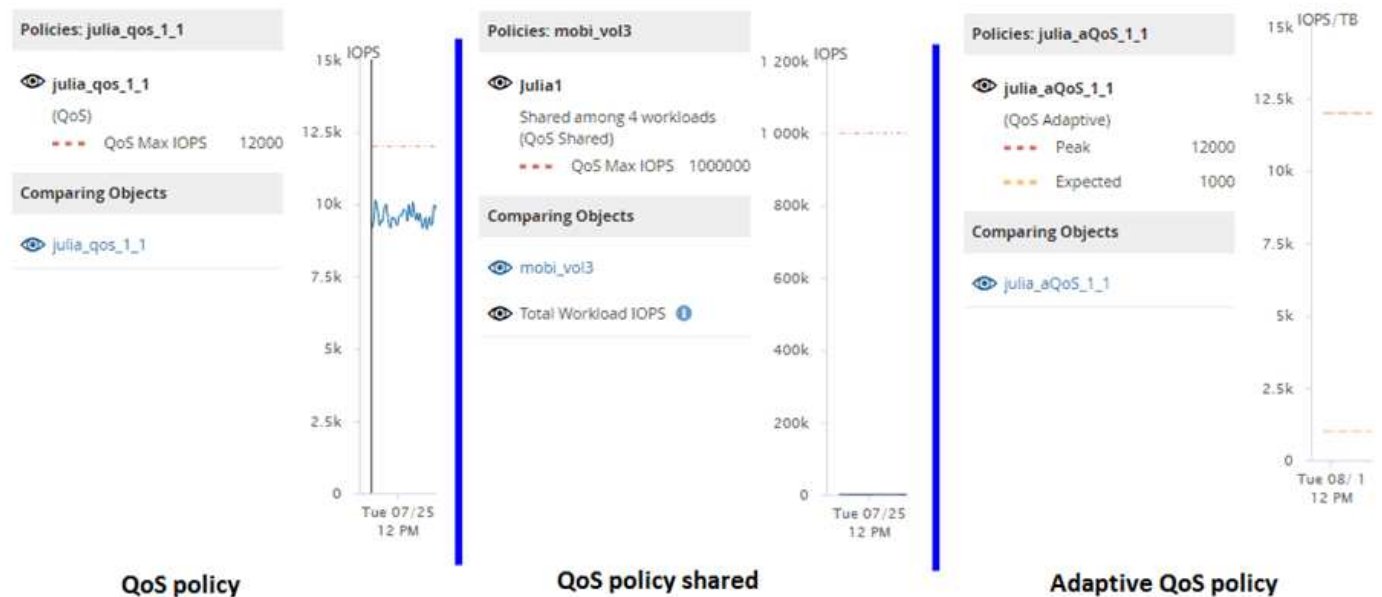 Policies: julia_qos_1_1
julia_qos_1_1
(QoS)
QoS Max IOPS 12000
Comparing Objects
julia_qos_1_1
IOPS
15k
12.5k
10k
7.5k
5k
2.5k
0
Tue 07/25
12 PM
QoS policy
Policies: mobi_vol3
Julia1
Shared among 4 workloads
(QoS Shared)
QoS Max IOPS 1000000
Comparing Objects
mobi_vol3
Total Workload IOPS
IOPS
1 200k
1 000k
800k
600k
400k
200k
0
Tue 07/25
12 PM
QoS policy shared
Policies: julia_aQoS_1_1
julia_aQoS_1_1
(QoS Adaptive)
Peak 12000
Expected 1000
Comparing Objects
julia_aQoS_1_1
IOPS/TB
15k
12.5k
10k
7.5k
5k
2.5k
0
Tue 08/ 1
12 PM
Adaptive QoS policy